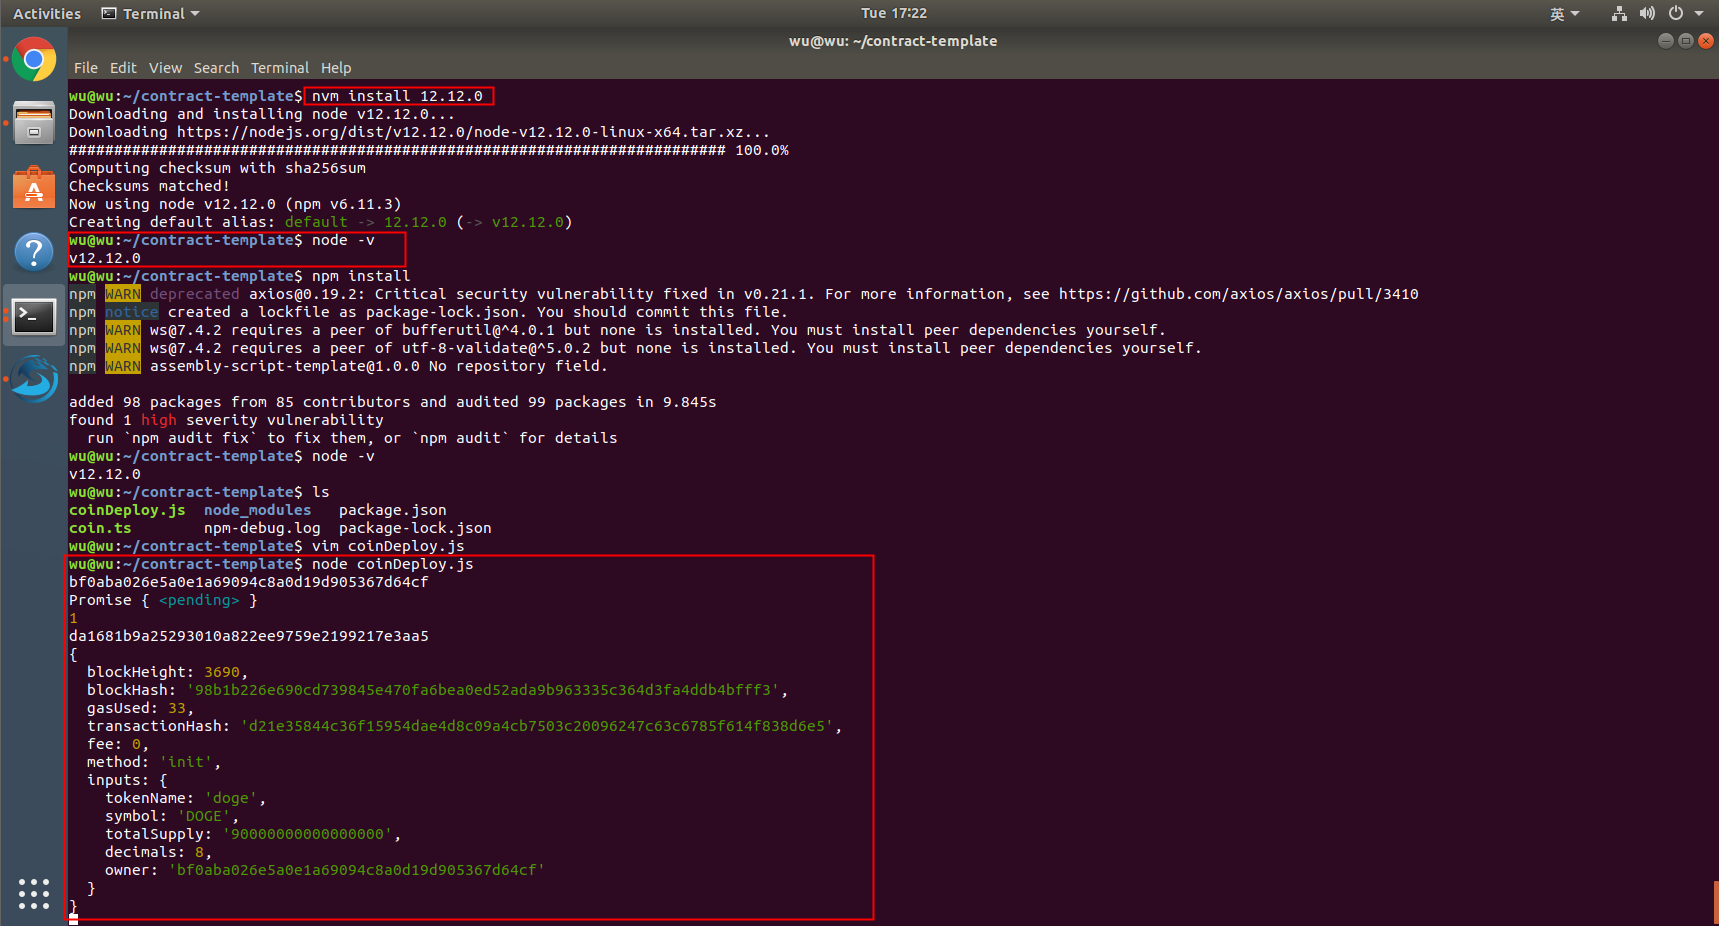 Activities Terminal Tue 17:22 英
wu@wu: ~/contract-template
File Edit View Search Terminal Help
wu@wu:~/contract-template$ nvm install 12.12.0
Downloading and installing node v12.12.0...
Downloading https://nodejs.org/dist/v12.12.0/node-v12.12.0-linux-x64.tar.xz...
######################################################################### 100.0%
Computing checksum with sha256sum
Checksums matched!
Now using node v12.12.0 (npm v6.11.3)
Creating default alias: default -> 12.12.0 (-> v12.12.0)
wu@wu:~/contract-template$ node -v
v12.12.0
wu@wu:~/contract-template$ npm install
npm WARN deprecated axios@0.19.2: Critical security vulnerability fixed in v0.21.1. For more information, see https://github.com/axios/axios/pull/3410
npm notice created a lockfile as package-lock.json. You should commit this file.
npm WARN ws@7.4.2 requires a peer of bufferutil@^4.0.1 but none is installed. You must install peer dependencies yourself.
npm WARN ws@7.4.2 requires a peer of utf-8-validate@^5.0.2 but none is installed. You must install peer dependencies yourself.
npm WARN assembly-script-template@1.0.0 No repository field.
added 98 packages from 85 contributors and audited 99 packages in 9.845s
found 1 high severity vulnerability
run `npm audit fix` to fix them, or `npm audit` for details
wu@wu:~/contract-template$ node -v
v12.12.0
wu@wu:~/contract-template$ ls
coinDeploy.js node_modules package.json
coin.ts npm-debug.log package-lock.json
wu@wu:~/contract-template$ vim coinDeploy.js
wu@wu:~/contract-template$ node coinDeploy.js
bf0aba026e5a0e1a69094c8a0d19d905367d64cf
Promise { <pending> }
1
da1681b9a25293010a822ee9759e2199217e3aa5
{
blockHeight: 3690,
blockHash: '98b1b226e690cd739845e470fa6bea0ed52ada9b963335c364d3fa4ddb4bfff3',
gasUsed: 33,
transactionHash: 'd21e35844c36f15954dae4d8c09a4cb7503c20096247c63c6785f614f838d6e5',
fee: 0,
method: 'init',
inputs: {
tokenName: 'doge',
symbol: 'DOGE',
totalSupply: '90000000000000000',
decimals: 8,
owner: 'bf0aba026e5a0e1a69094c8a0d19d905367d64cf'
}
}